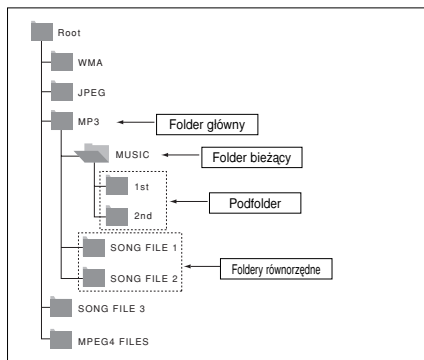 Root
WMA
JPEG
MP3
Folder główny
MUSIC
Folder bieżący
1st
2nd
Podfolder
SONG FILE 1
SONG FILE 2
Foldery równorzędne
SONG FILE 3
MPEG4 FILES